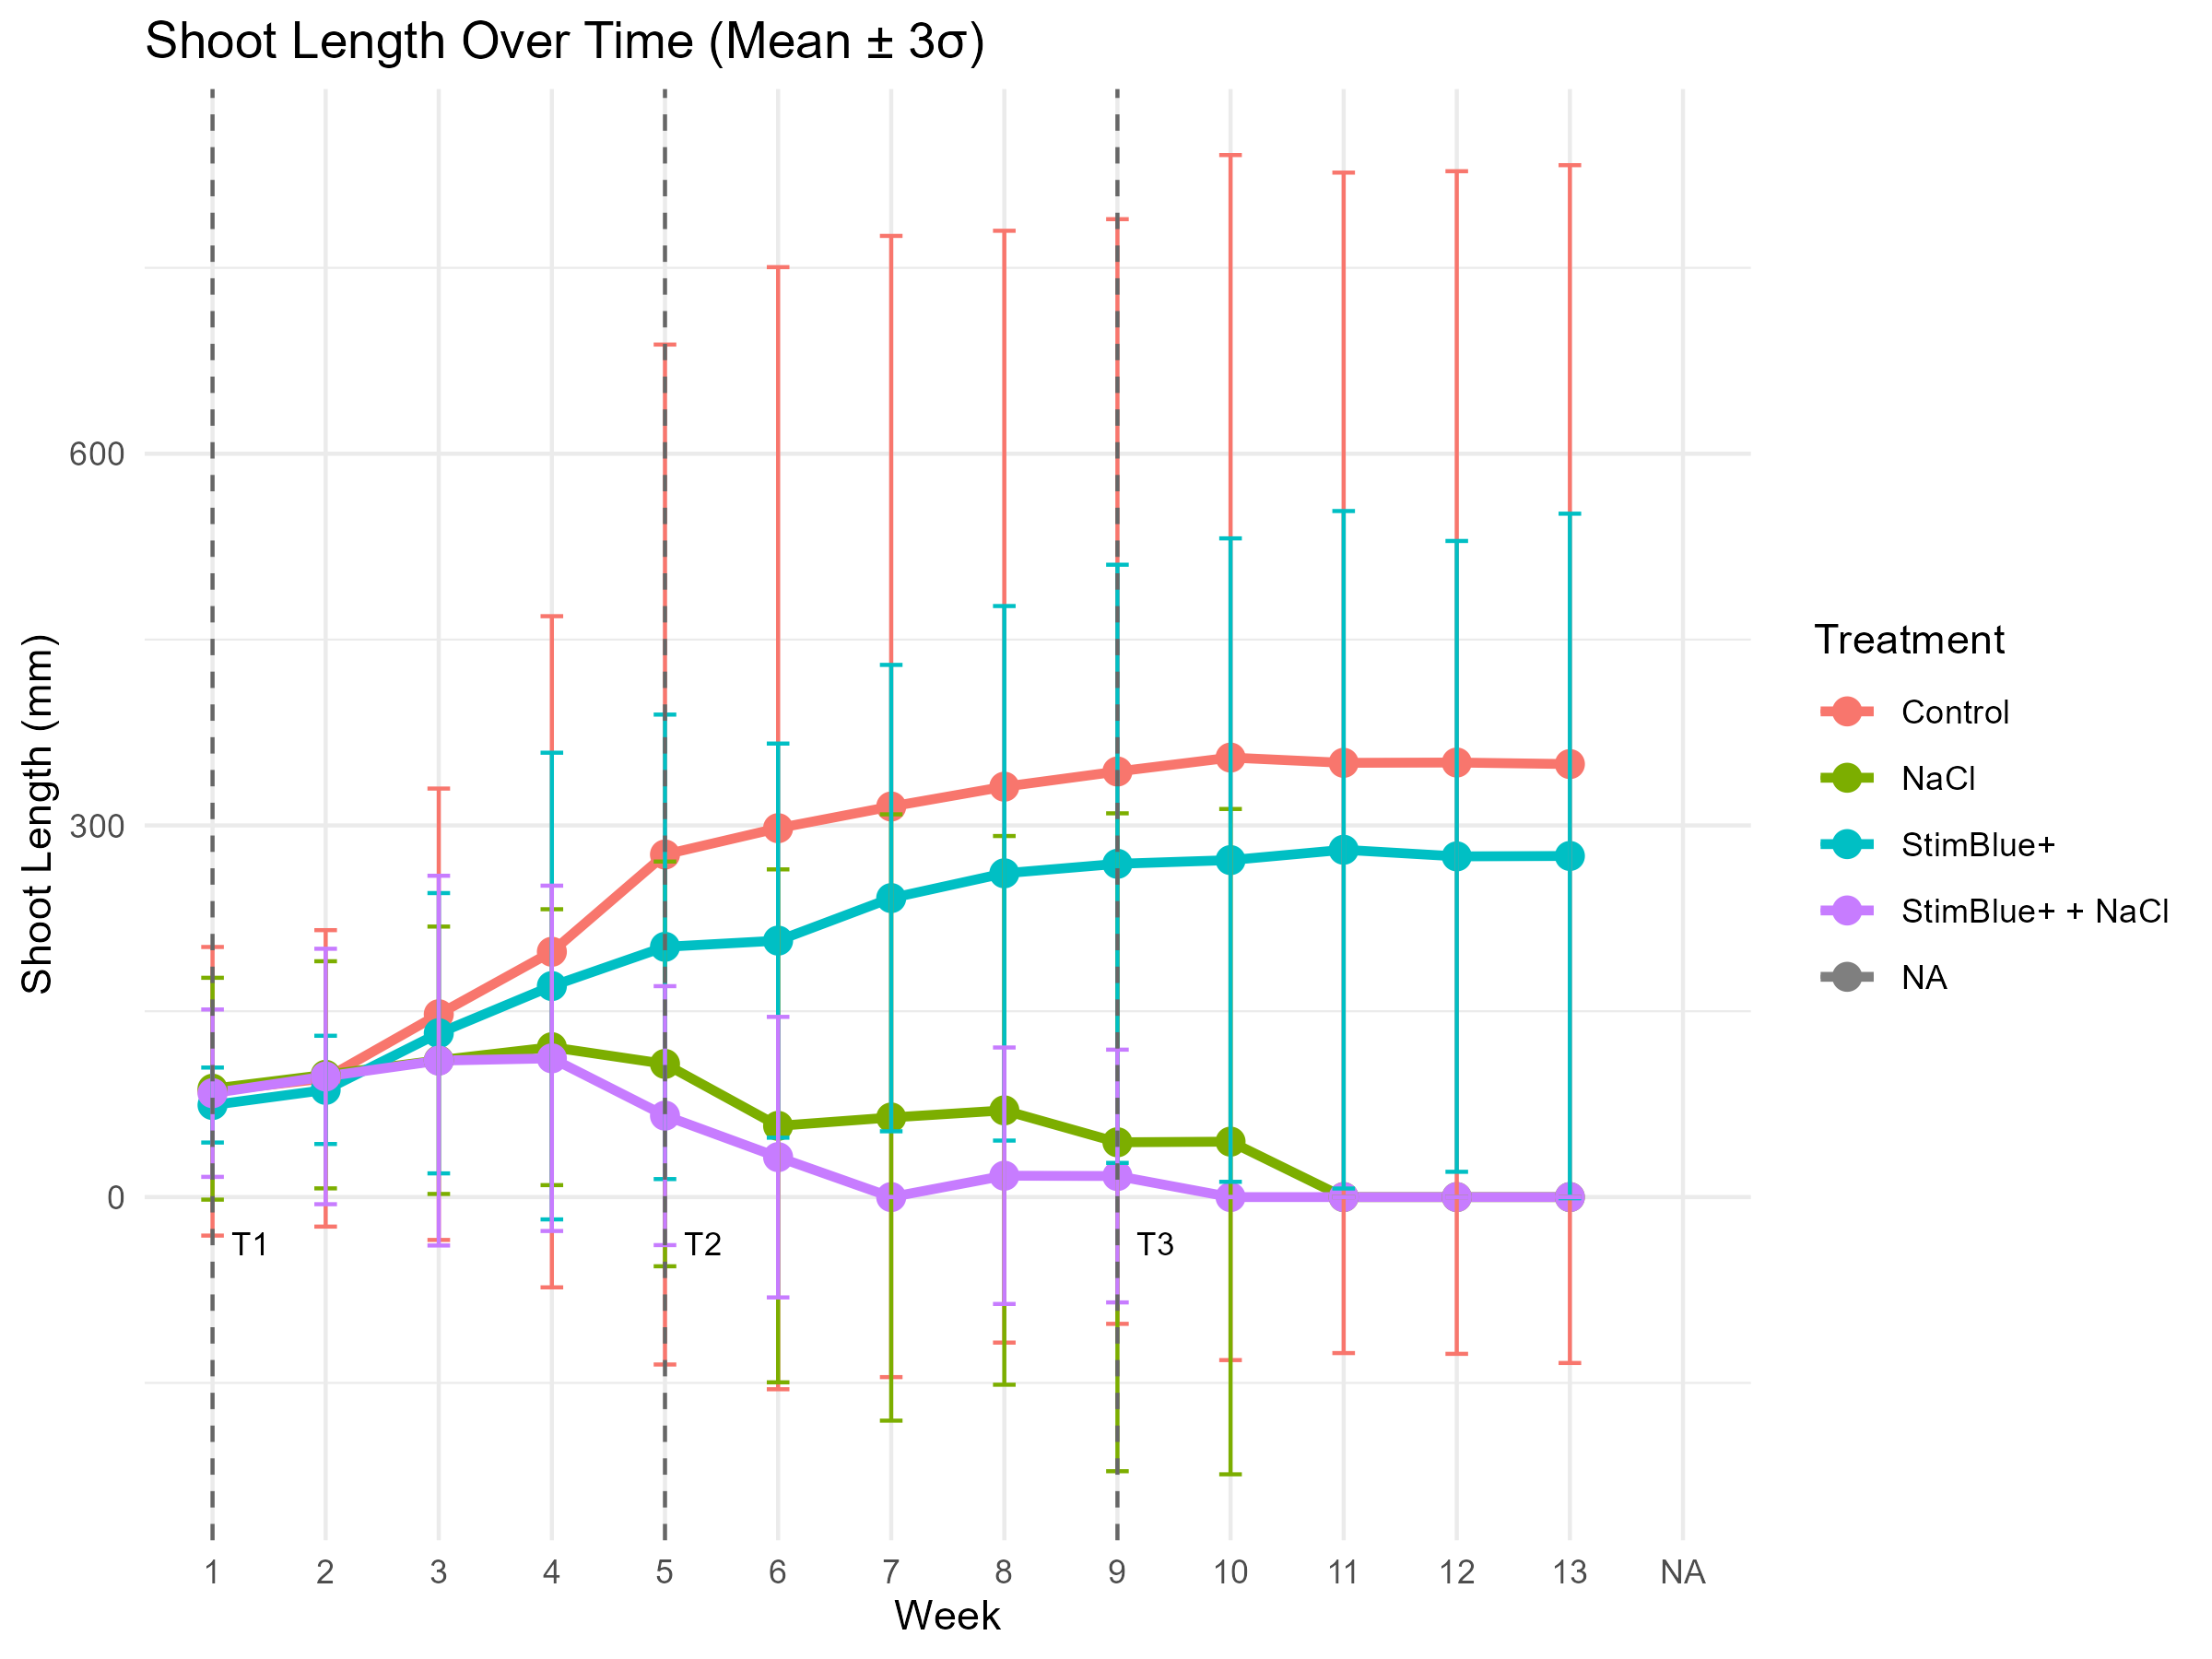 Shoot Length Over Time (Mean ± 3σ)
Shoot Length (mm)
600
300
0
T1
T2
T3
1 2 3 4 5 6 7 8 9 10 11 12 13 NA
Week
Treatment
Control
NaCl
StimBlue+
StimBlue+ + NaCl
NA